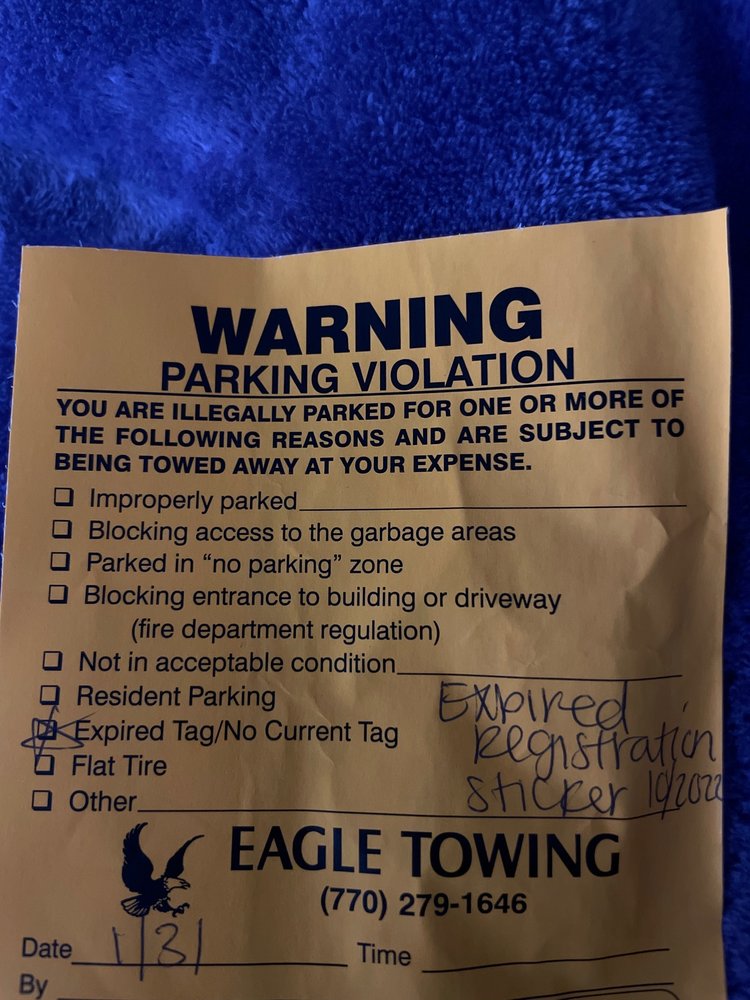 WARNING
PARKING VIOLATION
YOU ARE ILLEGALLY PARKED FOR ONE OR MORE OF
THE FOLLOWING REASONS AND ARE SUBJECT TO
BEING TOWED AWAY AT YOUR EXPENSE.
Improperly parked
Blocking access to the garbage areas
Parked in “no parking” zone
Blocking entrance to building or driveway
(fire department regulation)
Not in acceptable condition
Resident Parking
Expired Tag/No Current Tag
Flat Tire
Other
Expired
Registration
Sticker 10/2022
EAGLE TOWING
(770) 279-1646
Date 1/31 Time
By